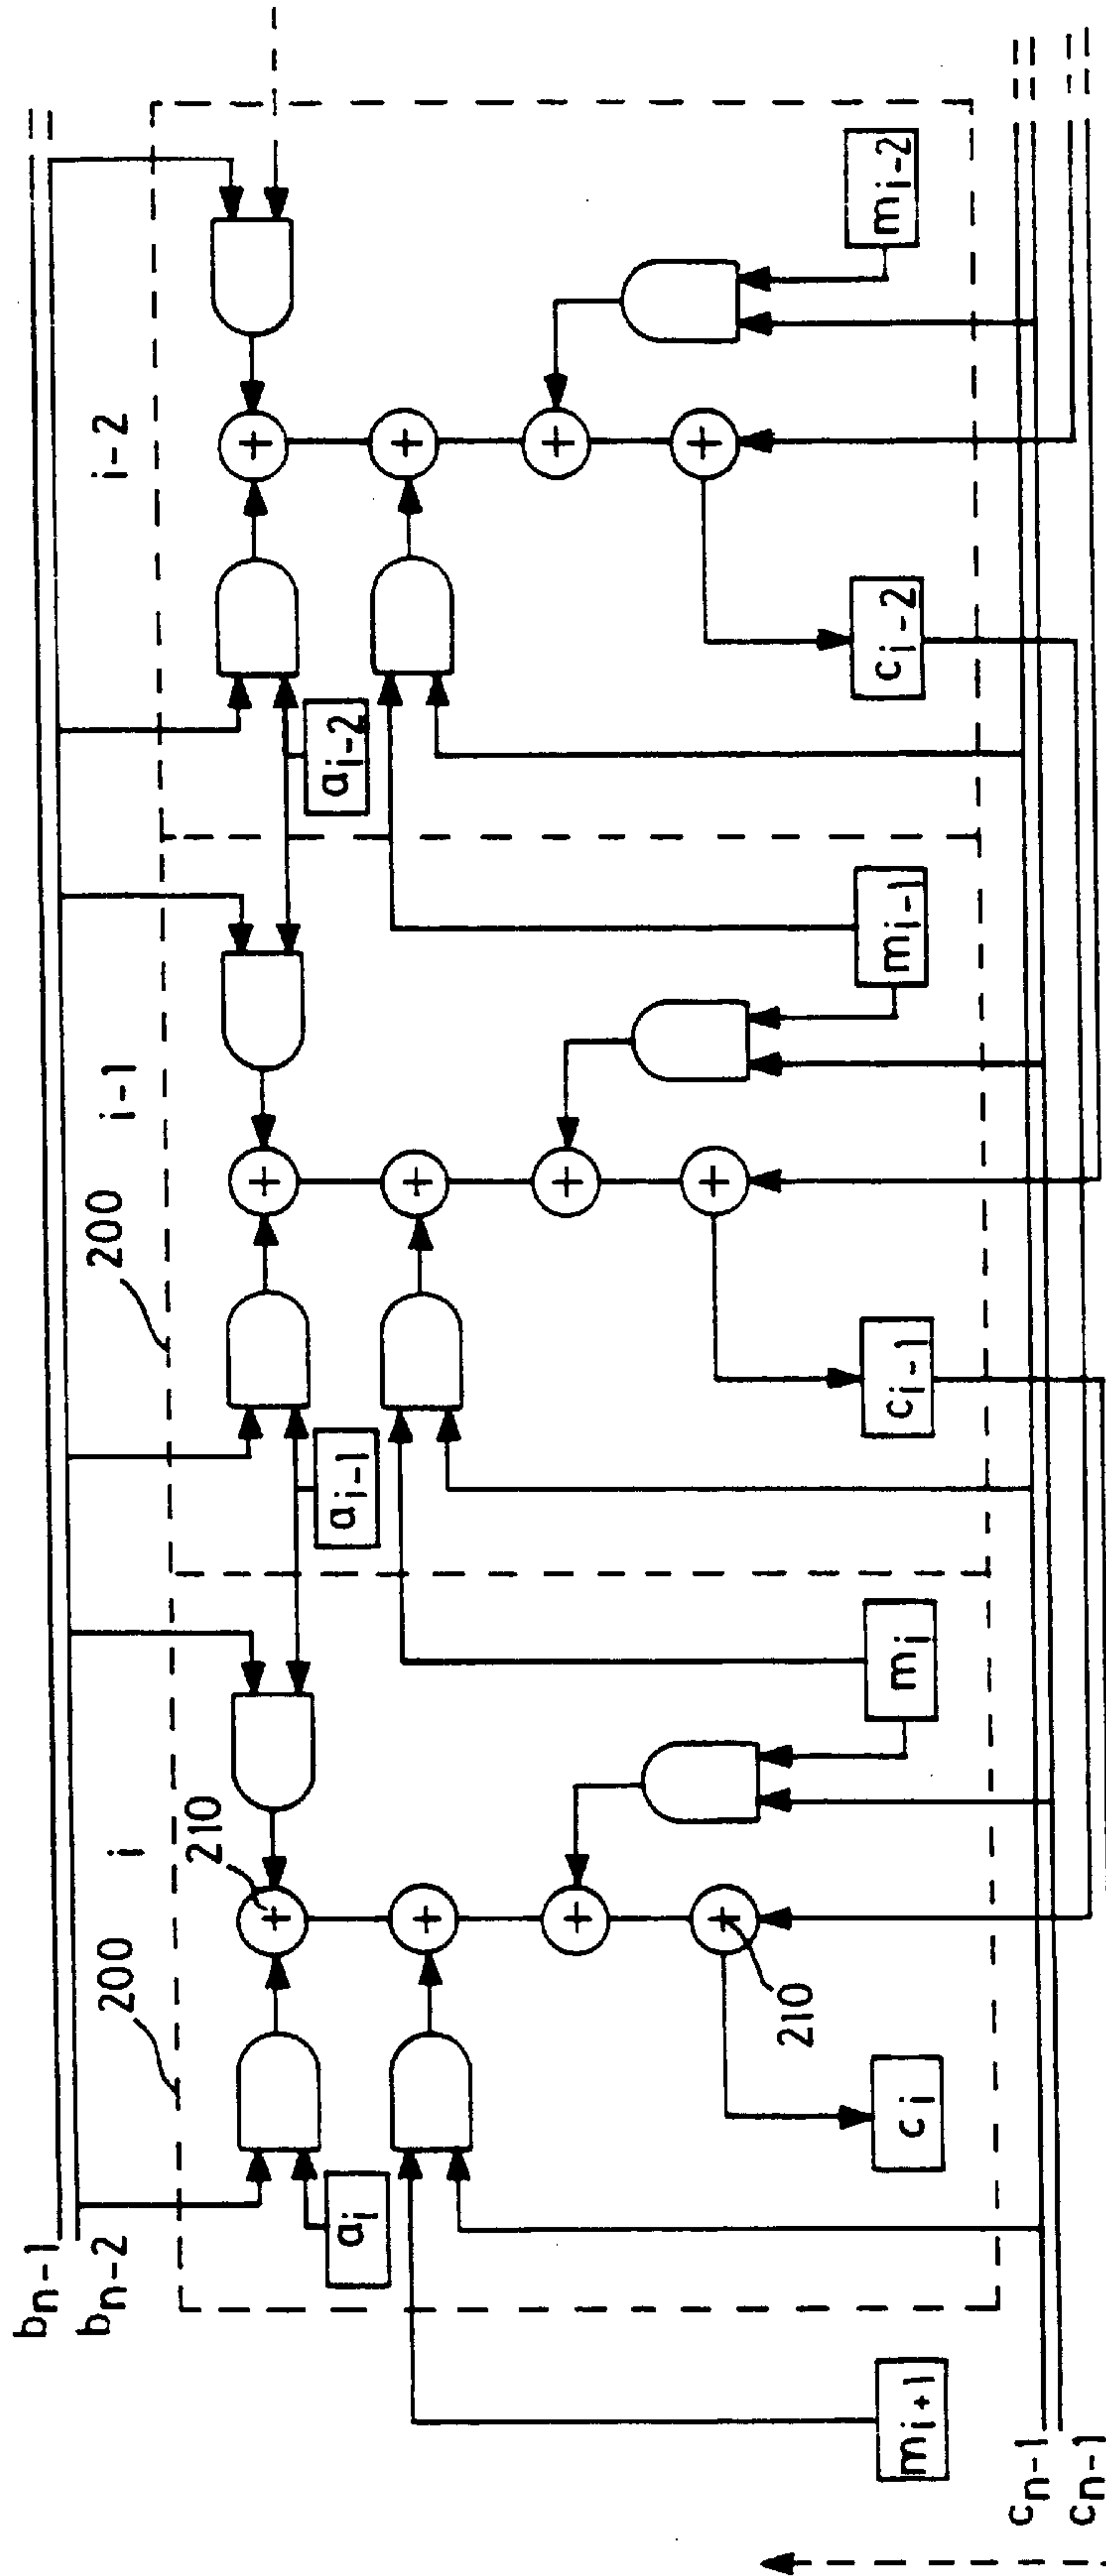 b_{n-1}
b_{n-2}
200
i
210
200
i-1
i-2
a_i
a_{i-1}
a_{i-2}
+
+
+
+
+
+
+
+
+
210
+
+
+
m_{i+1}
c_i
m_i
c_{i-1}
m_{i-1}
c_{i-2}
m_{i-2}
c_{n-1}
c_{n-1}